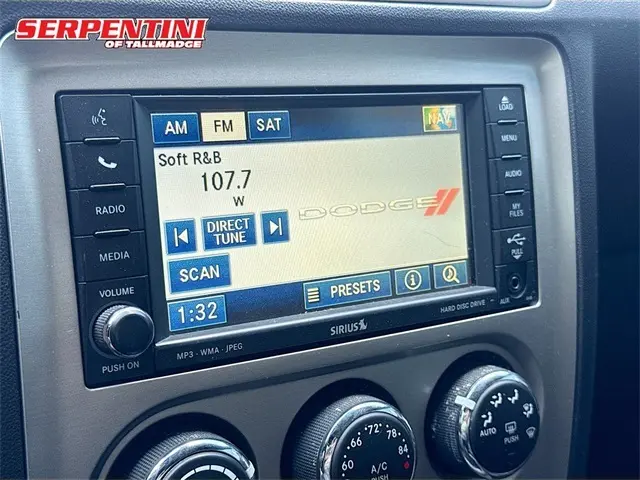 SERPENTINI
OF TALLMADGE
LOAD
AM FM SAT NAV
MENU
Soft R&B
107.7
W
AUDIO
RADIO
DIRECT
TUNE
DODGE
MY
FILES
MEDIA
SCAN
PULL
VOLUME
1:32
PRESETS
AUX
PUSH ON
MP3 · WMA · JPEG
SIRIUS
HARD DISC DRIVE
60 66 72 78 84
A/C
PUSH
AUTO
PUSH